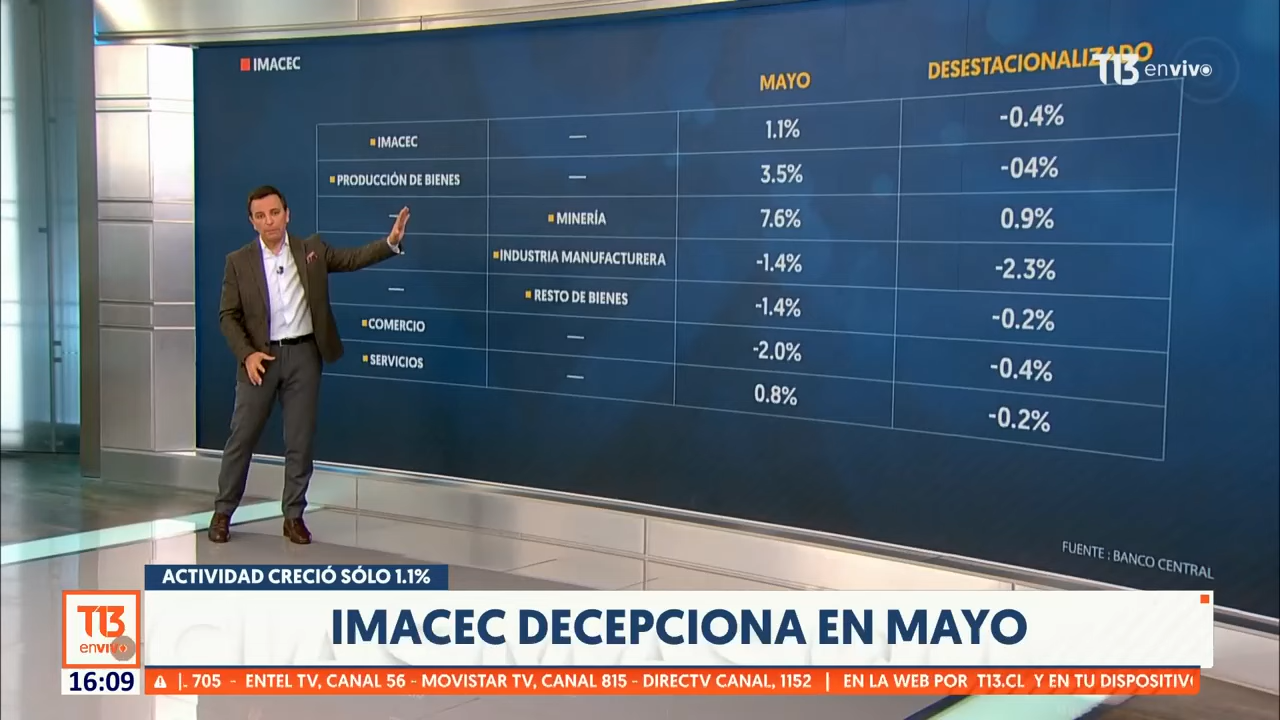 IMACEC
MAYO
DESESTACIONALIZADO
T13 envivo
IMACEC — 1.1% -0.4%
PRODUCCIÓN DE BIENES — 3.5% -04%
— MINERÍA 7.6% 0.9%
INDUSTRIA MANUFACTURERA -1.4% -2.3%
— RESTO DE BIENES -1.4% -0.2%
COMERCIO — -2.0% -0.4%
SERVICIOS — 0.8% -0.2%
FUENTE : BANCO CENTRAL
ACTIVIDAD CRECIÓ SÓLO 1.1%
T13
envivo
IMACEC DECEPCIONA EN MAYO
16:09
|. 705 - ENTEL TV, CANAL 56 - MOVISTAR TV, CANAL 815 - DIRECTV CANAL, 1152 | EN LA WEB POR T13.CL Y EN TU DISPOSITIV